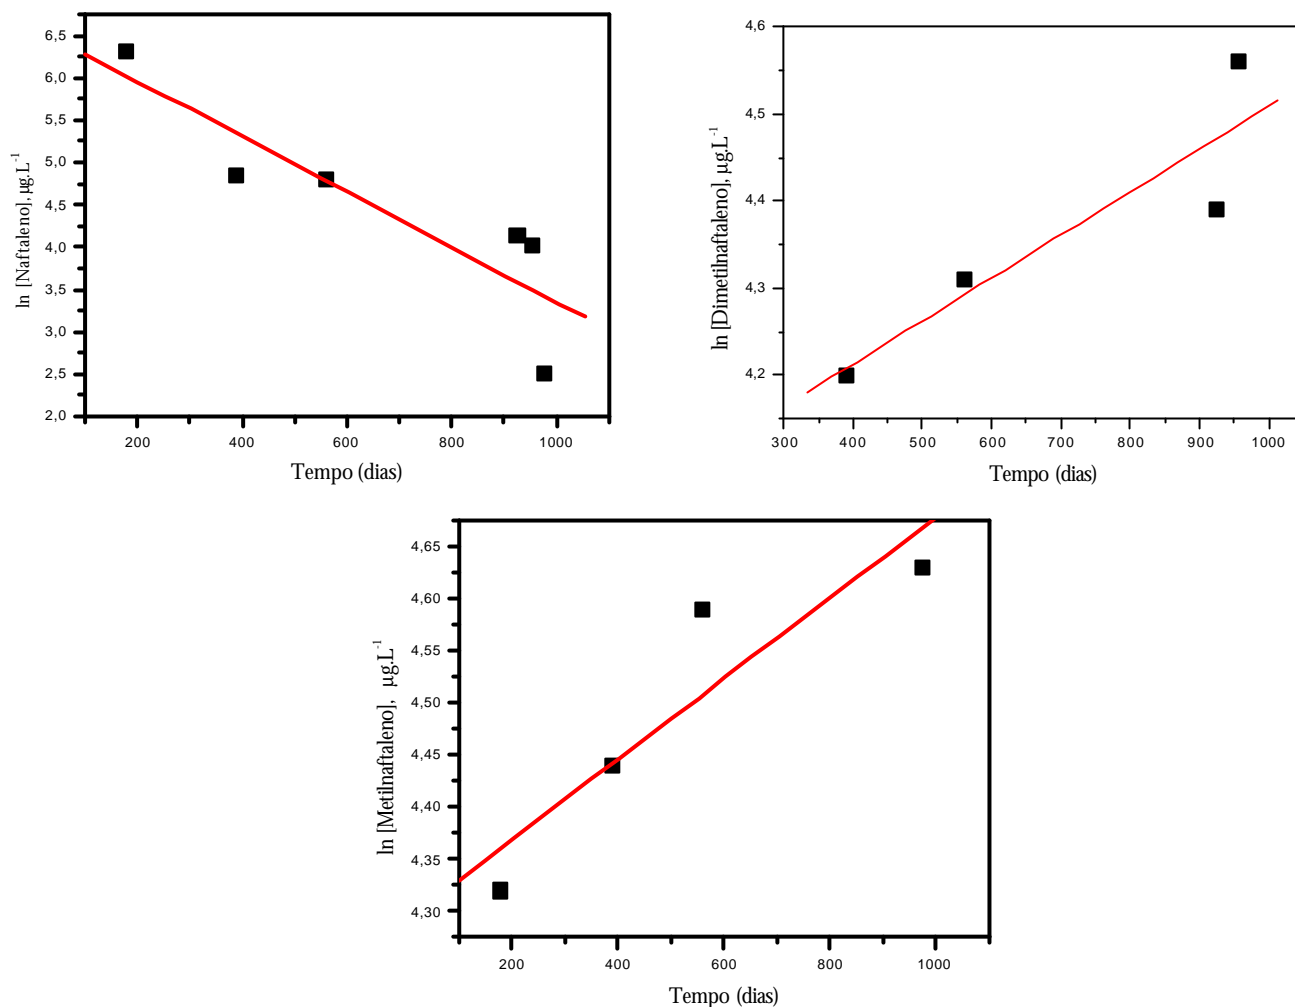 ln [Naftaleno], µg.L⁻¹
6,5
6,0
5,5
5,0
4,5
4,0
3,5
3,0
2,5
2,0
200 400 600 800 1000
Tempo (dias)
ln [Dimetilnaftaleno], µg.L⁻¹
4,6
4,5
4,4
4,3
4,2
300 400 500 600 700 800 900 1000
Tempo (dias)
ln [Metilnaftaleno], µg.L⁻¹
4,65
4,60
4,55
4,50
4,45
4,40
4,35
4,30
200 400 600 800 1000
Tempo (dias)